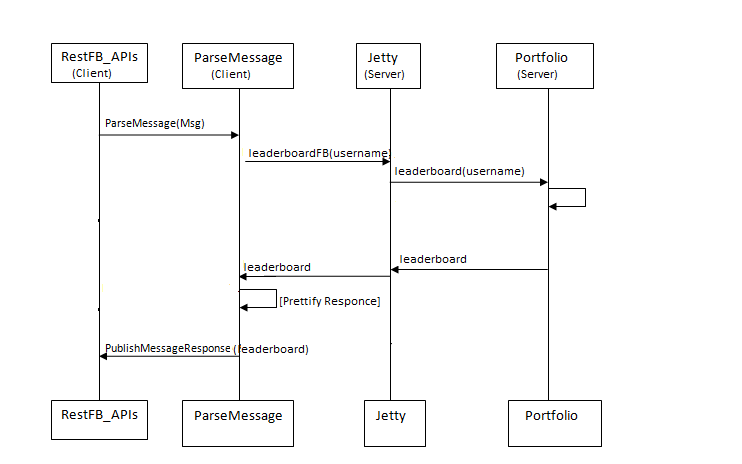 RestFB_APIs
(Client)
ParseMessage
(Client)
Jetty
(Server)
Portfolio
(Server)
ParseMessage(Msg)
leaderboardFB(username)
leaderboard(username)
leaderboard
leaderboard
[Prettify Responce]
PublishMessageResponse (leaderboard)
RestFB_APIs
ParseMessage
Jetty
Portfolio